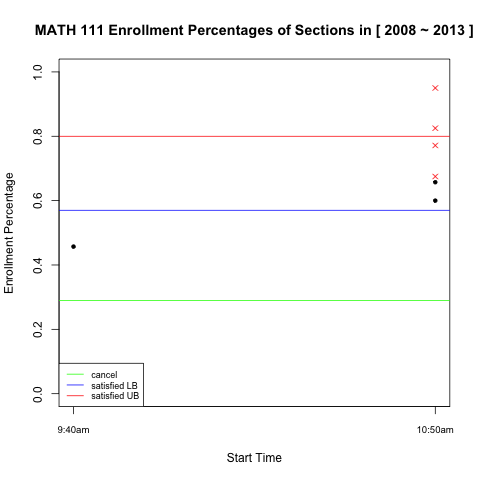 MATH 111 Enrollment Percentages of Sections in [ 2008 ~ 2013 ]
Enrollment Percentage
1.0
0.8
0.6
0.4
0.2
0.0
cancel
satisfied LB
satisfied UB
9:40am
10:50am
Start Time